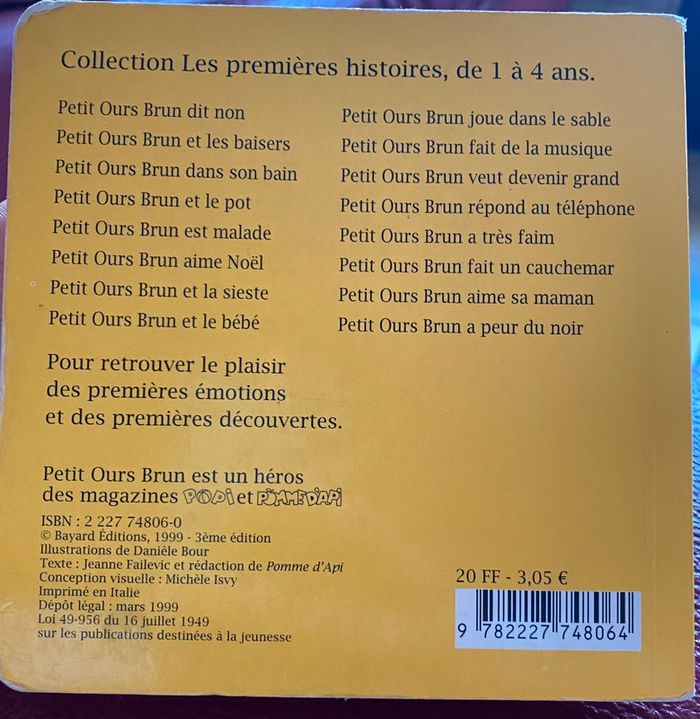 Collection Les premières histoires, de 1 à 4 ans.
Petit Ours Brun dit non
Petit Ours Brun et les baisers
Petit Ours Brun dans son bain
Petit Ours Brun et le pot
Petit Ours Brun est malade
Petit Ours Brun aime Noël
Petit Ours Brun et la sieste
Petit Ours Brun et le bébé
Petit Ours Brun joue dans le sable
Petit Ours Brun fait de la musique
Petit Ours Brun veut devenir grand
Petit Ours Brun répond au téléphone
Petit Ours Brun a très faim
Petit Ours Brun fait un cauchemar
Petit Ours Brun aime sa maman
Petit Ours Brun a peur du noir
Pour retrouver le plaisir
des premières émotions
et des premières découvertes.
Petit Ours Brun est un héros
des magazines POPI et POMME D'API
ISBN : 2 227 74806-0
© Bayard Éditions, 1999 - 3ème édition
Illustrations de Danièle Bour
Texte : Jeanne Failevic et rédaction de Pomme d'Api
Conception visuelle : Michèle Isvy
Imprimé en Italie
Dépôt légal : mars 1999
Loi 49-956 du 16 juillet 1949
sur les publications destinées à la jeunesse
20 FF - 3,05 €
9 782227 748064